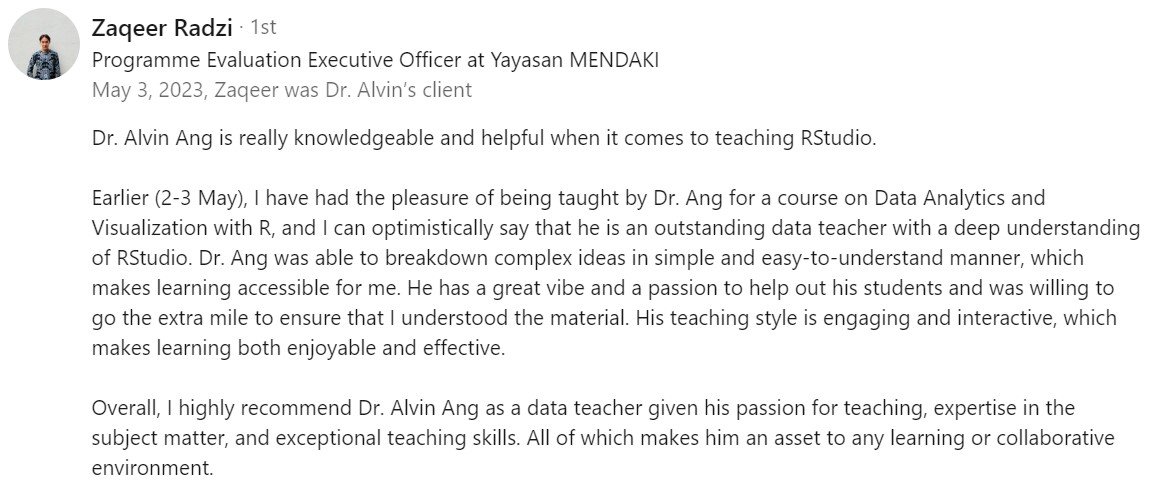 Zaqeer Radzi · 1st
Programme Evaluation Executive Officer at Yayasan MENDAKI
May 3, 2023, Zaqeer was Dr. Alvin’s client
Dr. Alvin Ang is really knowledgeable and helpful when it comes to teaching RStudio.
Earlier (2-3 May), I have had the pleasure of being taught by Dr. Ang for a course on Data Analytics and
Visualization with R, and I can optimistically say that he is an outstanding data teacher with a deep understanding
of RStudio. Dr. Ang was able to breakdown complex ideas in simple and easy-to-understand manner, which
makes learning accessible for me. He has a great vibe and a passion to help out his students and was willing to
go the extra mile to ensure that I understood the material. His teaching style is engaging and interactive, which
makes learning both enjoyable and effective.
Overall, I highly recommend Dr. Alvin Ang as a data teacher given his passion for teaching, expertise in the
subject matter, and exceptional teaching skills. All of which makes him an asset to any learning or collaborative
environment.